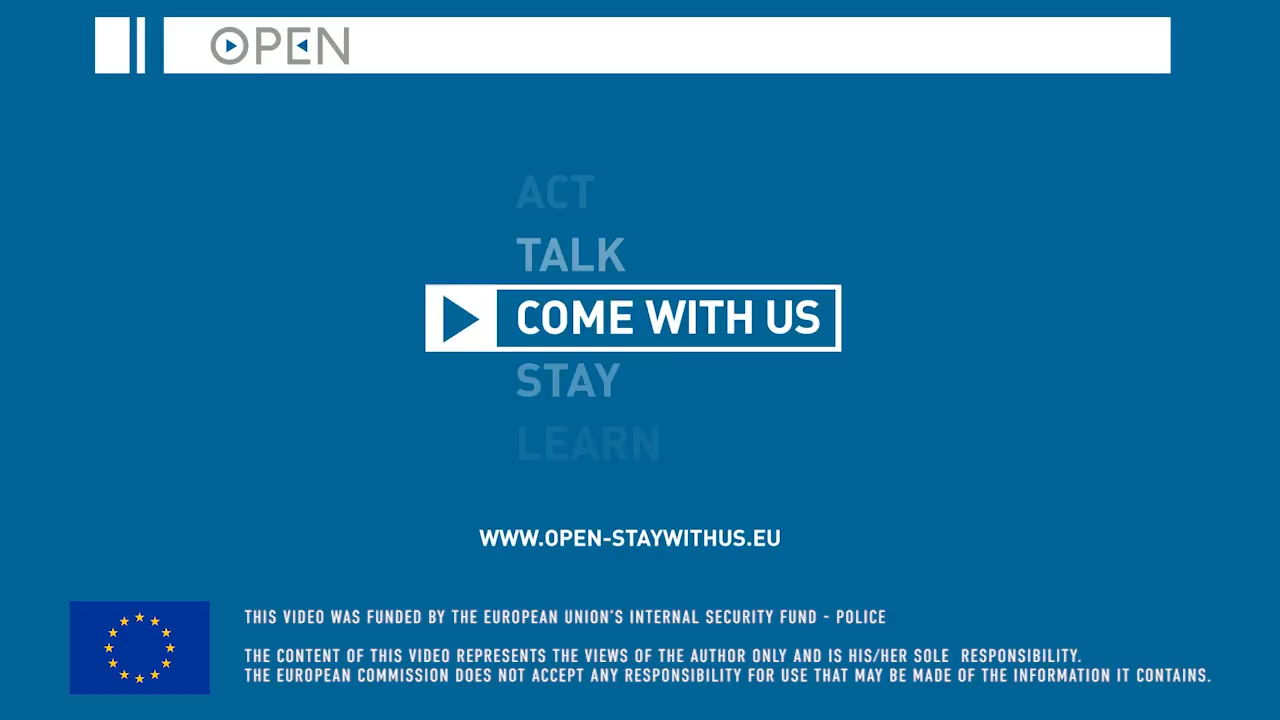 OPEN
ACT
TALK
COME WITH US
STAY
LEARN
WWW.OPEN-STAYWITHUS.EU
THIS VIDEO WAS FUNDED BY THE EUROPEAN UNION'S INTERNAL SECURITY FUND - POLICE
THE CONTENT OF THIS VIDEO REPRESENTS THE VIEWS OF THE AUTHOR ONLY AND IS HIS/HER SOLE RESPONSIBILITY.
THE EUROPEAN COMMISSION DOES NOT ACCEPT ANY RESPONSIBILITY FOR USE THAT MAY BE MADE OF THE INFORMATION IT CONTAINS.